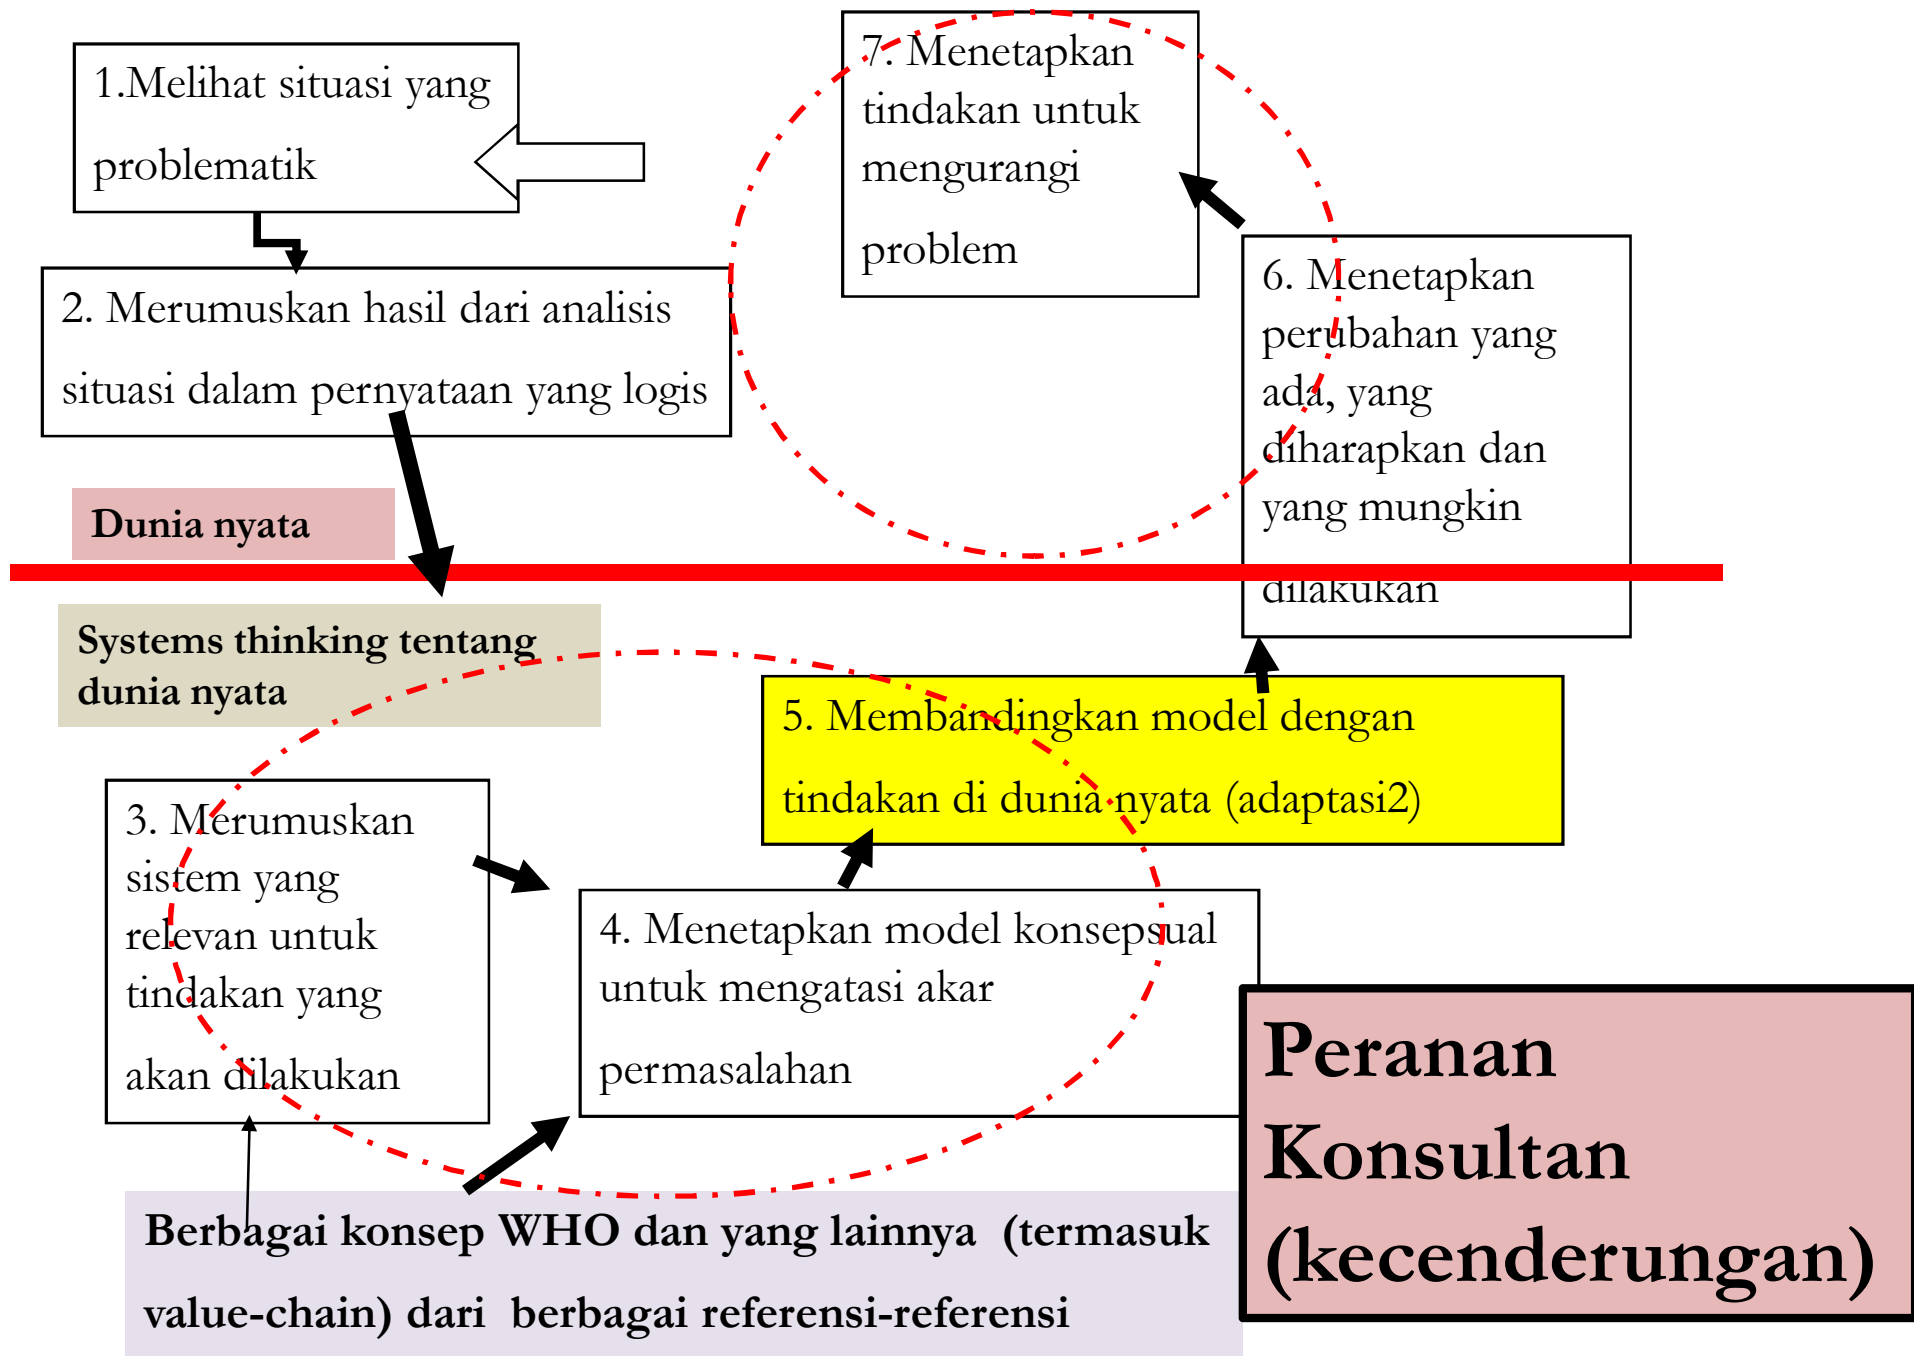 1.Melihat situasi yang
problematik
2. Merumuskan hasil dari analisis
situasi dalam pernyataan yang logis
7. Menetapkan
tindakan untuk
mengurangi
problem
6. Menetapkan
perubahan yang
ada, yang
diharapkan dan
yang mungkin
dilakukan
Dunia nyata
Systems thinking tentang
dunia nyata
5. Membandingkan model dengan
tindakan di dunia nyata (adaptasi2)
3. Merumuskan
sistem yang
relevan untuk
tindakan yang
akan dilakukan
4. Menetapkan model konsepsual
untuk mengatasi akar
permasalahan
Peranan
Konsultan
(kecenderungan)
Berbagai konsep WHO dan yang lainnya (termasuk
value-chain) dari berbagai referensi-referensi